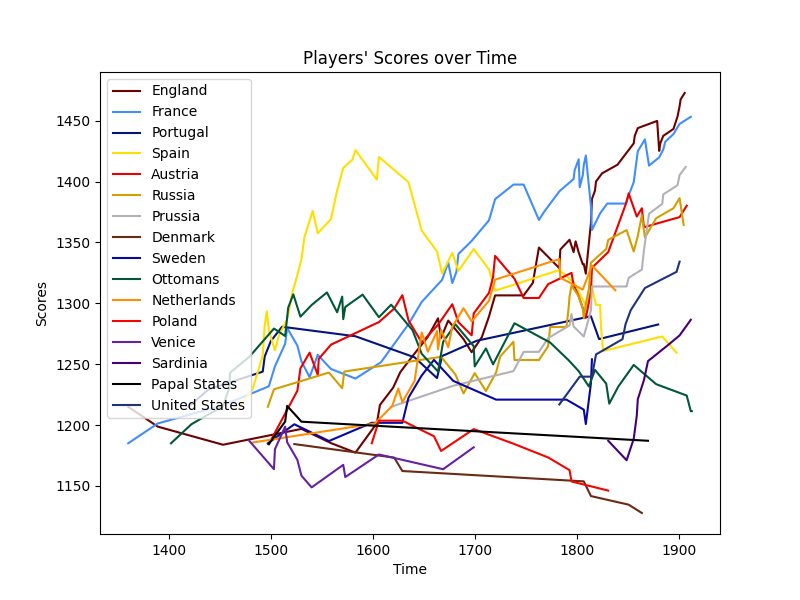 Players' Scores over Time
England
France
Portugal
Spain
Austria
Russia
Prussia
Denmark
Sweden
Ottomans
Netherlands
Poland
Venice
Sardinia
Papal States
United States
Scores
1450
1400
1350
1300
1250
1200
1150
1400
1500
1600
1700
1800
1900
Time